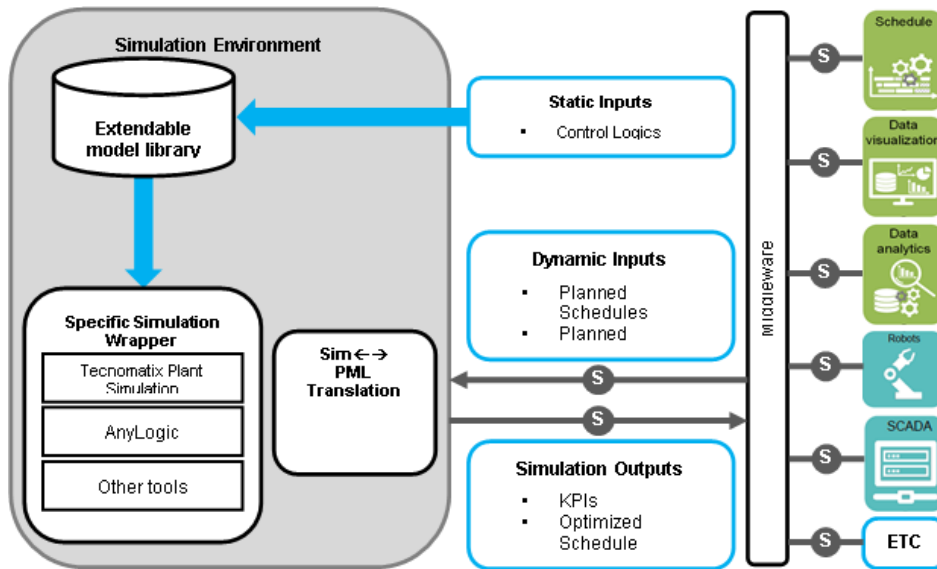 Simulation Environment
Extendable
model library
Specific Simulation
Wrapper
Tecnomatix Plant
Simulation
AnyLogic
Other tools
Sim ←→
PML
Translation
Static Inputs
▪ Control Logics
Dynamic Inputs
▪ Planned
Schedules
▪ Planned
S
S
Simulation Outputs
▪ KPIs
▪ Optimized
Schedule
Middleware
S
Schedule
S
Data
visualization
S
Data
analytics
S
Robots
S
SCADA
S
ETC